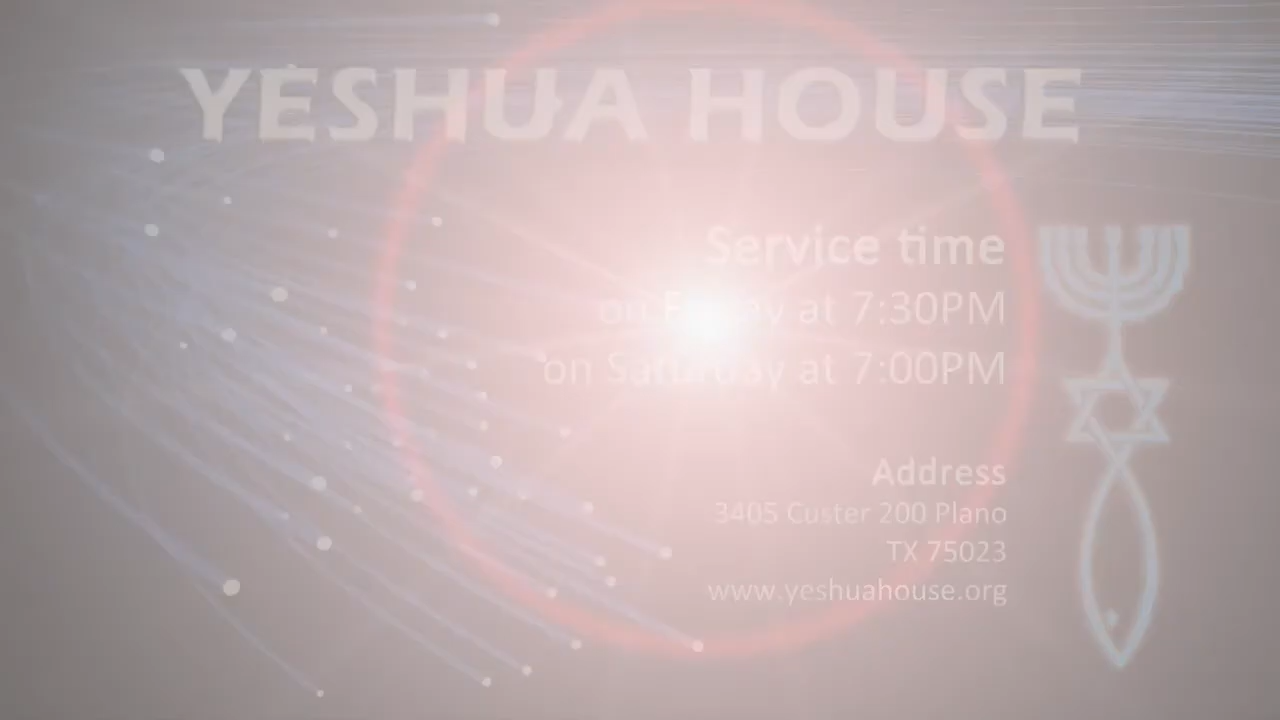 YESHUA HOUSE
Service time
on Friday at 7:30PM
on Saturday at 7:00PM
Address
3405 Custer 200 Plano
TX 75023
www.yeshuahouse.org